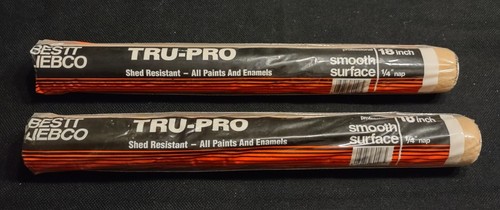 BESTT
LIEBCO
TRU-PRO
Shed Resistant – All Paints And Enamels
smooth
surface
18 inch
1/4" nap
BESTT
LIEBCO
TRU-PRO
Shed Resistant – All Paints And Enamels
smooth
surface
18 inch
1/4" nap